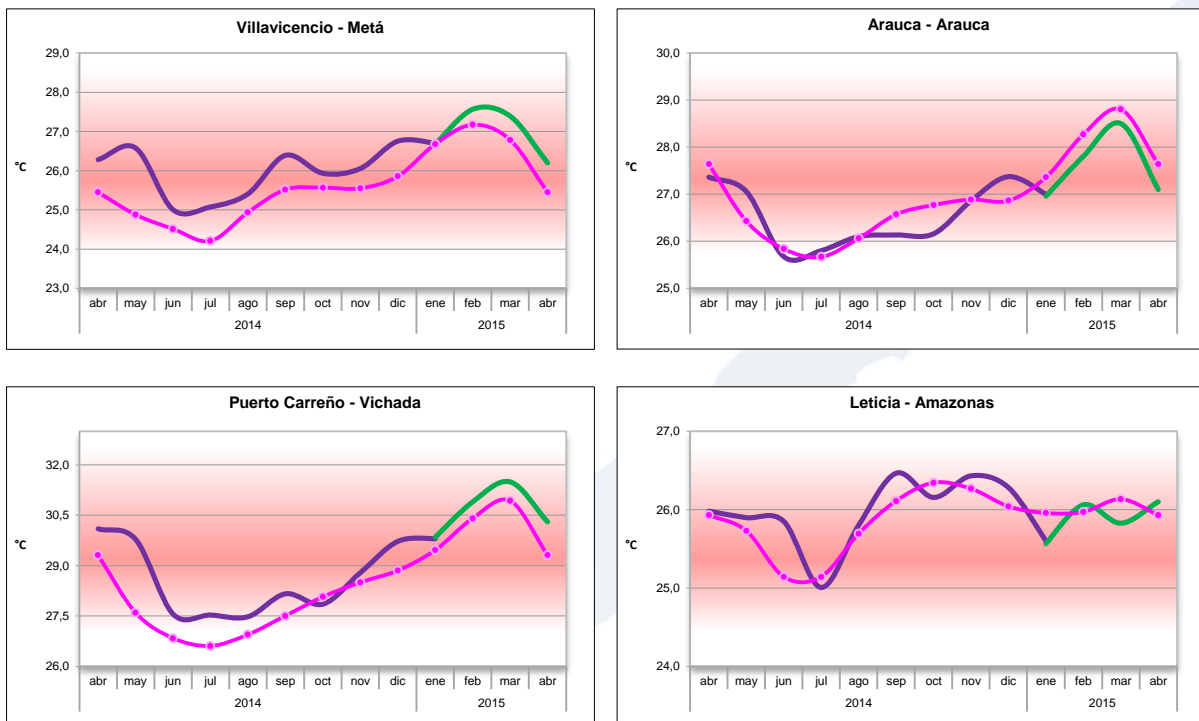 Villavicencio - Metá
29,0
28,0
27,0
26,0
25,0
24,0
23,0
°C
abr may jun jul ago sep oct nov dic ene feb mar abr
2014 2015
Arauca - Arauca
30,0
29,0
28,0
27,0
26,0
25,0
°C
abr may jun jul ago sep oct nov dic ene feb mar abr
2014 2015
Puerto Carreño - Vichada
32,0
30,5
29,0
27,5
26,0
°C
abr may jun jul ago sep oct nov dic ene feb mar abr
2014 2015
Leticia - Amazonas
27,0
26,0
25,0
24,0
°C
abr may jun jul ago sep oct nov dic ene feb mar abr
2014 2015